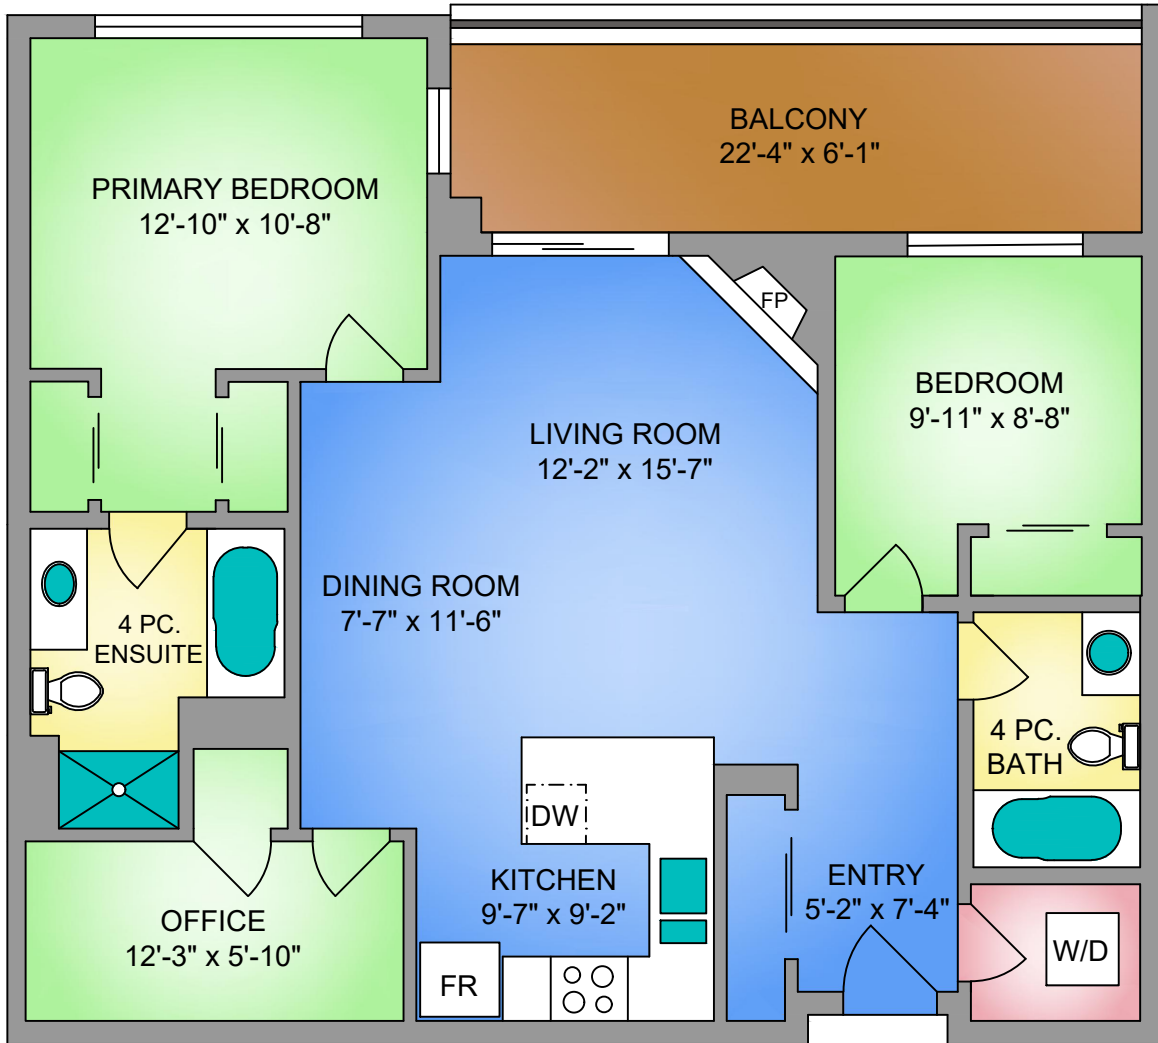 BALCONY
22'-4" x 6'-1"
PRIMARY BEDROOM
12'-10" x 10'-8"
FP
BEDROOM
9'-11" x 8'-8"
LIVING ROOM
12'-2" x 15'-7"
DINING ROOM
7'-7" x 11'-6"
4 PC.
ENSUITE
4 PC.
BATH
DW
KITCHEN
9'-7" x 9'-2"
ENTRY
5'-2" x 7'-4"
OFFICE
12'-3" x 5'-10"
FR
W/D